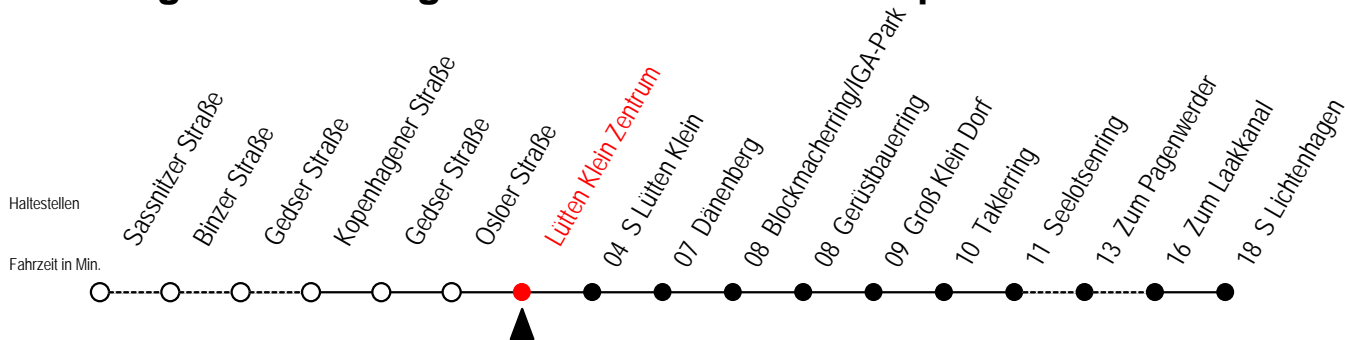 Haltestellen
Sassnitzer Straße
Binzer Straße
Gedser Straße
Kopenhagener Straße
Gedser Straße
Osloer Straße
Lütten Klein Zentrum
04 S Lütten Klein
07 Dänenberg
08 Blockmacherring/IGA-Park
08 Gerüstbauerring
09 Groß Klein Dorf
10 Taklerring
11 Seelotsenring
13 Zum Pagenwerder
16 Zum Laakkanal
18 S Lichtenhagen
Fahrzeit in Min.